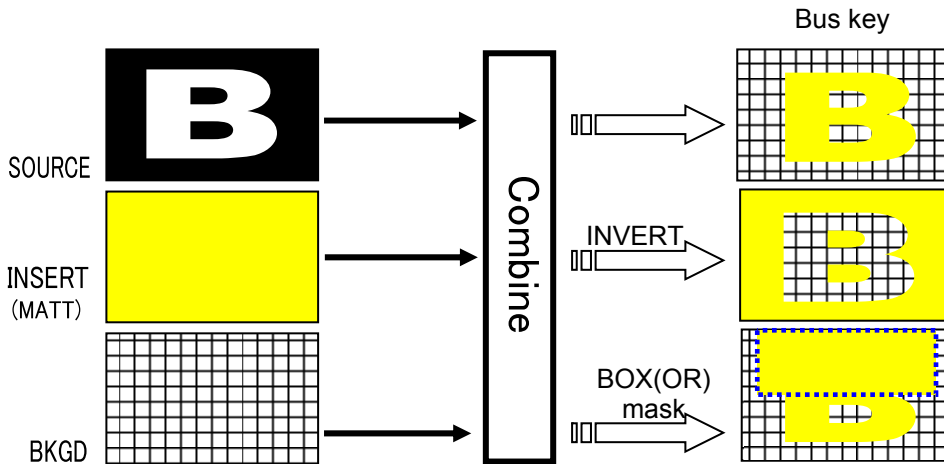 Bus key
B
SOURCE
B
INSERT
(MATT)
INVERT
B
Combine
BKGD
BOX(OR)
mask
B